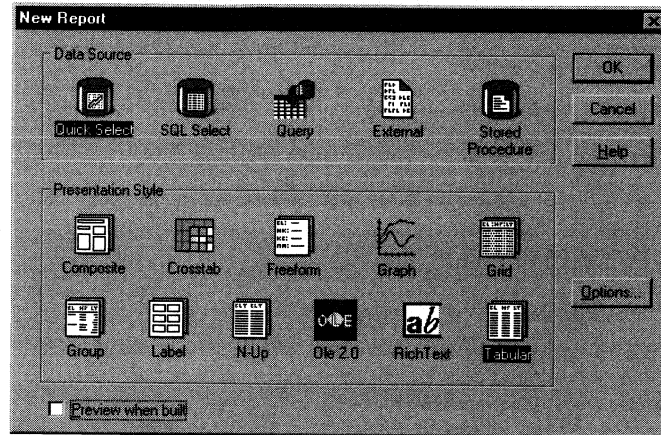 New Report
Data Source
OK
Quick Select
SQL Select
Query
External
Stored
Procedure
Cancel
Help
Presentation Style
Composite
Crosstab
Freeform
Graph
Grid
Options...
Group
Label
N-Up
Ole 2.0
RichText
Tabular
Preview when built